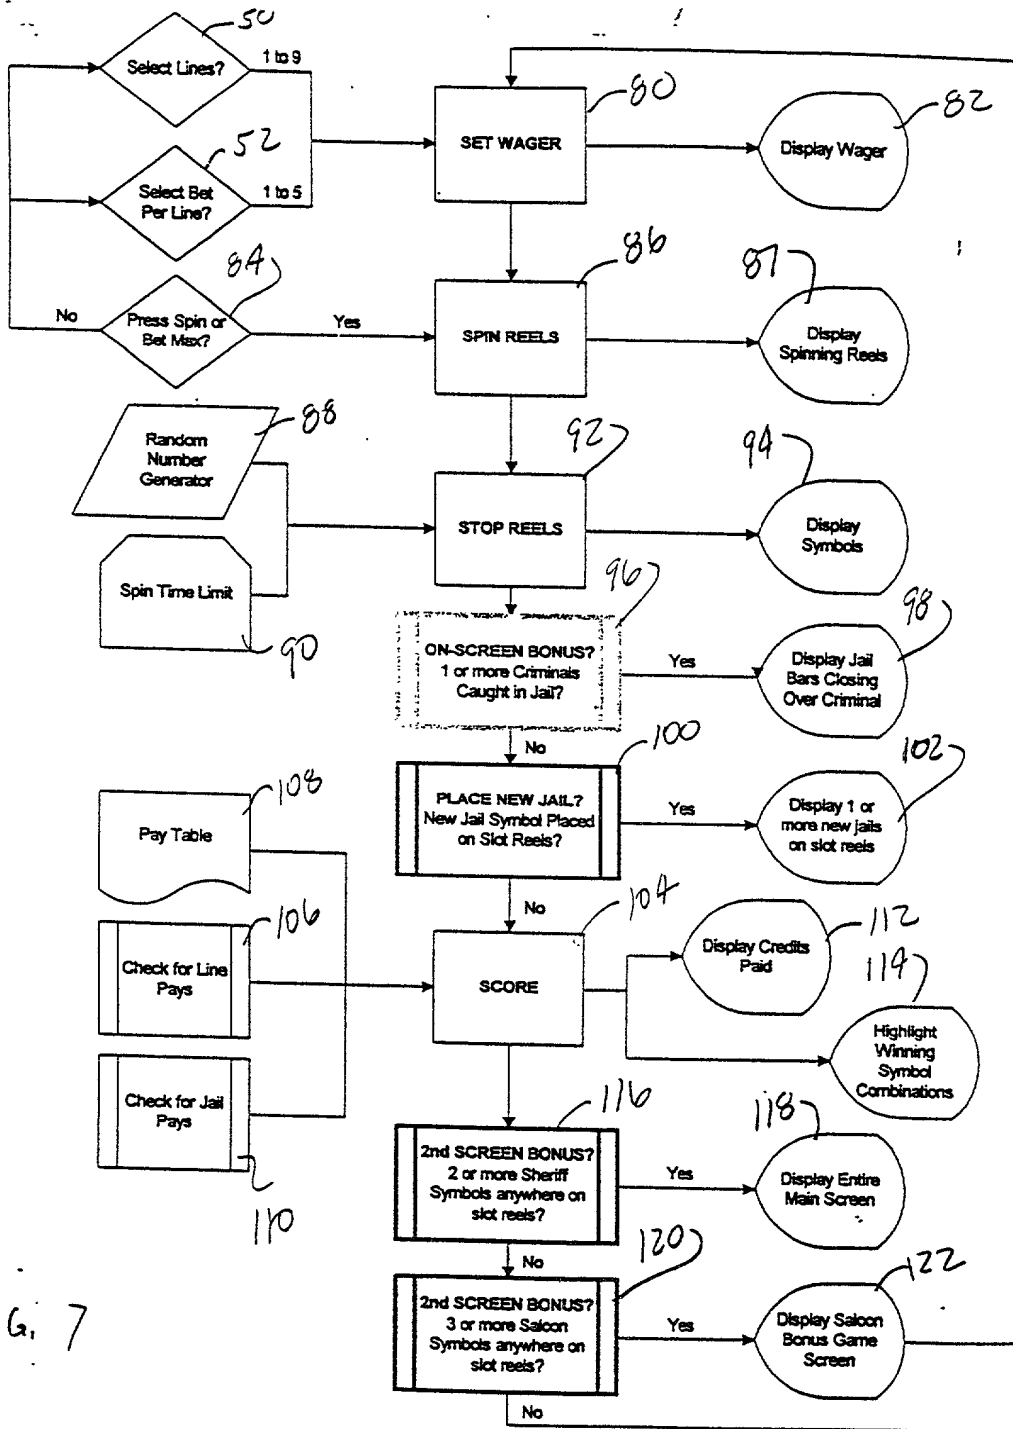 50
Select Lines?
1 to 9
52
Select Bet
Per Line?
1 to 5
80
SET WAGER
82
Display Wager
84
Press Spin or
Bet Max?
No
Yes
86
SPIN REELS
87
Display
Spinning Reels
88
Random
Number
Generator
Spin Time Limit
90
92
STOP REELS
94
Display
Symbols
96
ON-SCREEN BONUS?
1 or more Criminals
Caught in Jail?
Yes
98
Display Jail
Bars Closing
Over Criminal
No
100
PLACE NEW JAIL?
New Jail Symbol Placed
on Slot Reels?
Yes
102
Display 1 or
more new jails
on slot reels
No
108
Pay Table
106
Check for Line
Pays
Check for Jail
Pays
110
104
SCORE
112
Display Credits
Paid
114
Highlight
Winning
Symbol
Combinations
116
2nd SCREEN BONUS?
2 or more Sheriff
Symbols anywhere on
slot reels?
Yes
118
Display Entire
Main Screen
No
120
2nd SCREEN BONUS?
3 or more Saloon
Symbols anywhere on
slot reels?
Yes
122
Display Saloon
Bonus Game
Screen
No
G. 7